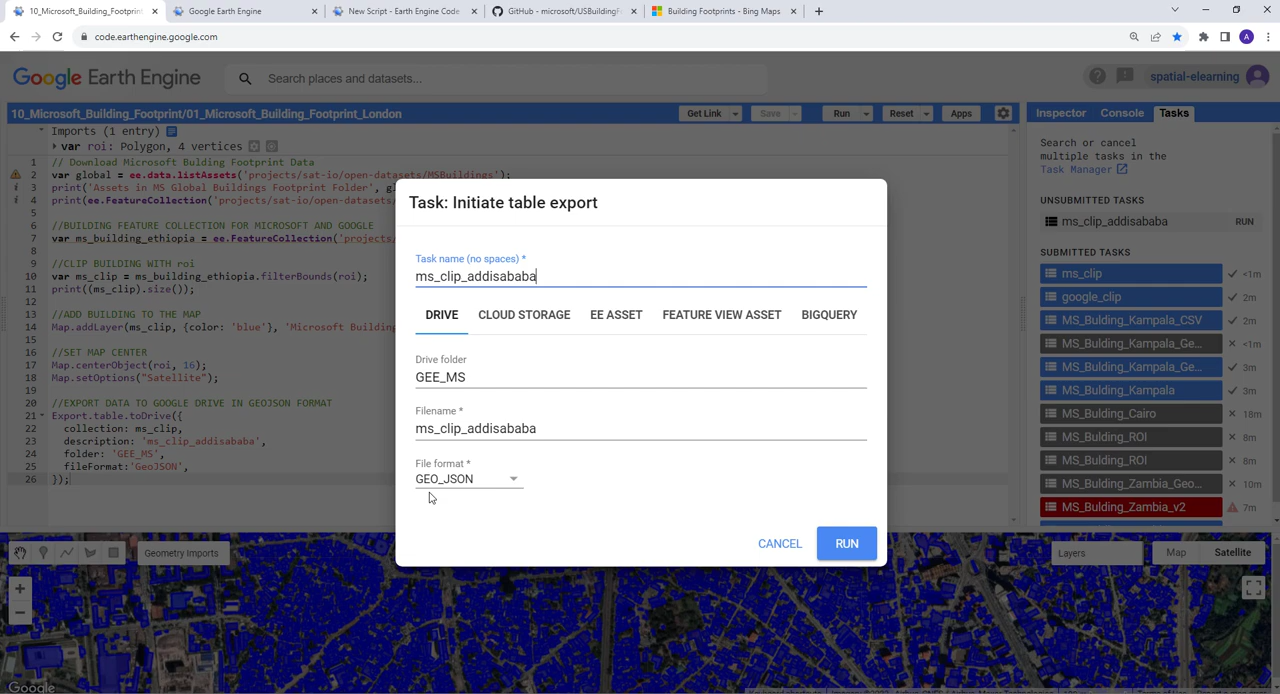 10_Microsoft_Building_Footprint
Google Earth Engine
New Script - Earth Engine Code
GitHub - microsoft/USBuildingF
Building Footprints - Bing Maps
code.earthengine.google.com
A
Google Earth Engine
Search places and datasets...
spatial-elearning
10_Microsoft_Building_Footprint/01_Microsoft_Building_Footprint_London
Get Link
Save
Run
Reset
Apps
Inspector
Console
Tasks
Imports (1 entry)
var roi: Polygon, 4 vertices
1 // Download Microsoft Bulding Footprint Data
2 var global = ee.data.listAssets('projects/sat-io/open-datasets/MSBuildings');
3 print('Assets in MS Global Buildings Footprint Folder',
4 print(ee.FeatureCollection('projects/sat-io/open-datasets/
5
6 //BUILDING FEATURE COLLECTION FOR MICROSOFT AND GOOGLE
7 var ms_building_ethiopia = ee.FeatureCollection('projects
8
9 //CLIP BUILDING WITH roi
10 var ms_clip = ms_building_ethiopia.filterBounds(roi);
11 print((ms_clip).size());
12
13 //ADD BUILDING TO THE MAP
14 Map.addLayer(ms_clip, {color: 'blue'}, 'Microsoft Building
15
16 //SET MAP CENTER
17 Map.centerObject(roi, 16);
18 Map.setOptions("Satellite");
19
20 //EXPORT DATA TO GOOGLE DRIVE IN GEOJSON FORMAT
21 Export.table.toDrive({
22 collection: ms_clip,
23 description: 'ms_clip_addisababa',
24 folder: 'GEE_MS',
25 fileFormat:'GeoJSON',
26 });
Task: Initiate table export
Task name (no spaces) *
ms_clip_addisababa
DRIVE
CLOUD STORAGE
EE ASSET
FEATURE VIEW ASSET
BIGQUERY
Drive folder
GEE_MS
Filename *
ms_clip_addisababa
File format *
GEO_JSON
CANCEL
RUN
Search or cancel
multiple tasks in the
Task Manager
UNSUBMITTED TASKS
ms_clip_addisababa
RUN
SUBMITTED TASKS
ms_clip <1m
google_clip 2m
MS_Bulding_Kampala_CSV 2m
MS_Bulding_Kampala_Ge... <1m
MS_Bulding_Kampala_Ge... 3m
MS_Bulding_Kampala 3m
MS_Bulding_Cairo 18m
MS_Bulding_ROI 8m
MS_Bulding_ROI 8m
MS_Bulding_Zambia_Geo... 10m
MS_Bulding_Zambia_v2 7m
Geometry Imports
Layers
Map
Satellite
Google